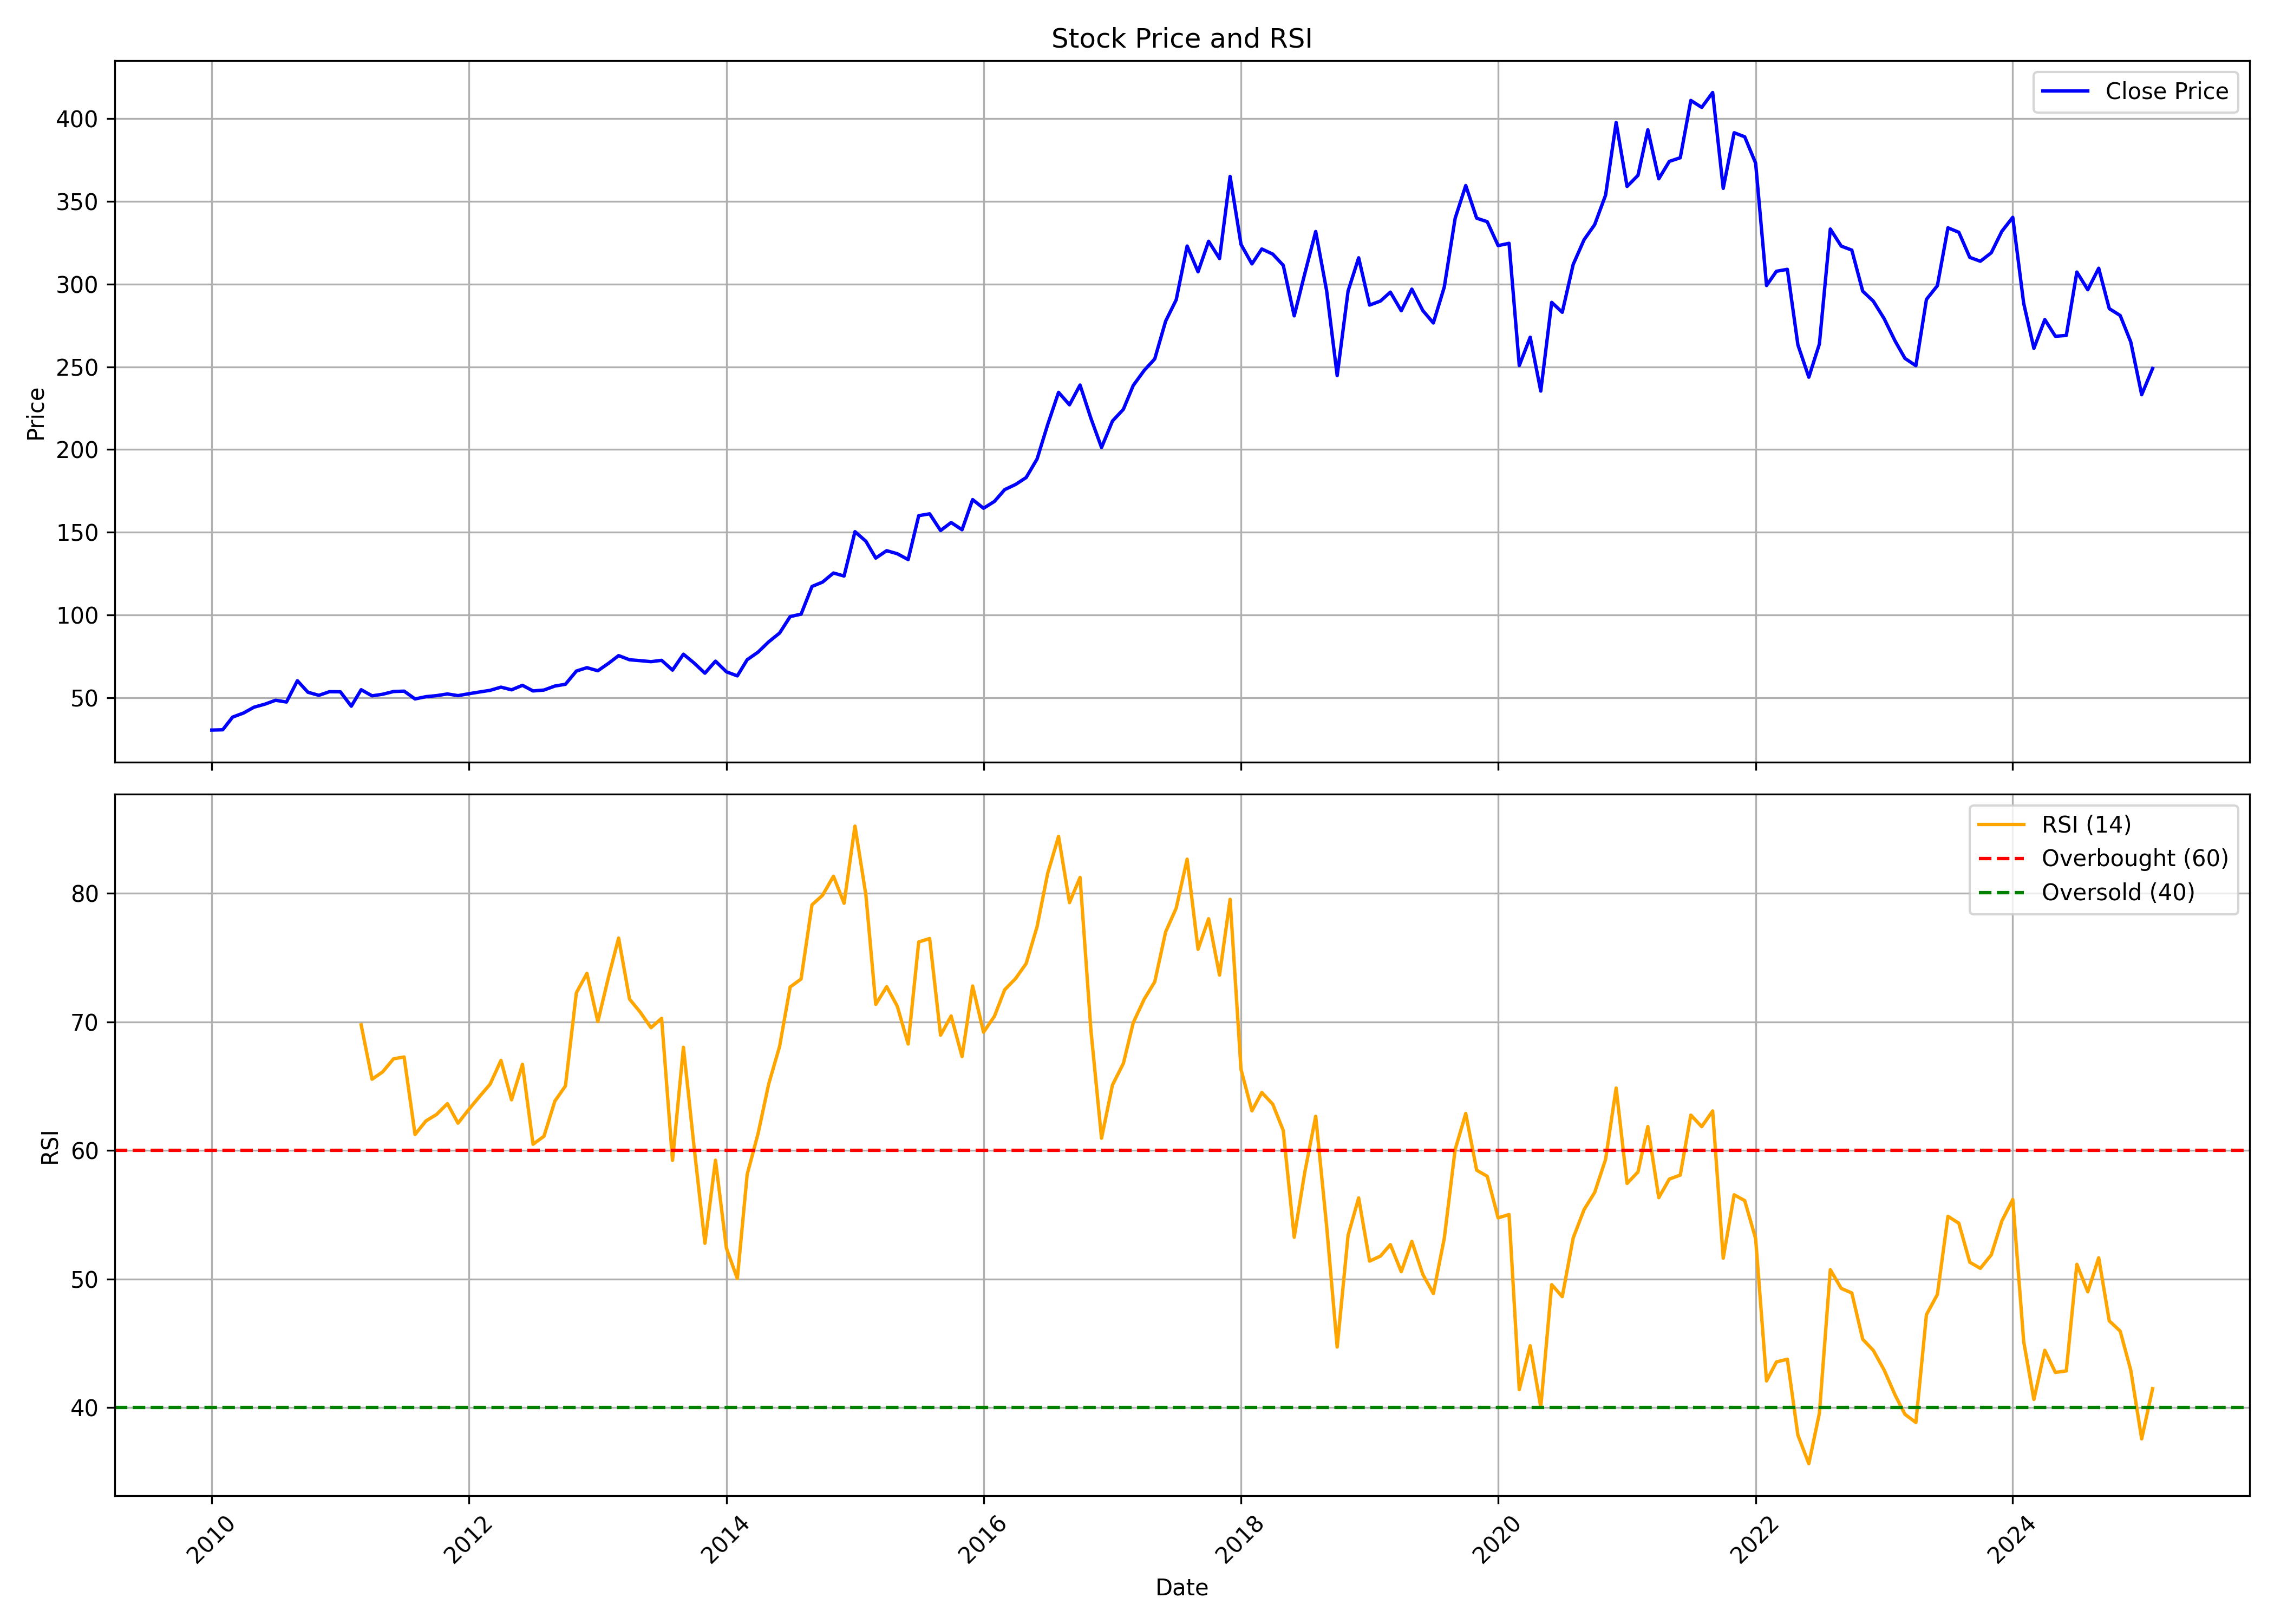 Stock Price and RSI
Close Price
400
350
300
250
200
150
100
50
Price
RSI (14)
Overbought (60)
Oversold (40)
80
70
60
50
40
RSI
2010
2012
2014
2016
2018
2020
2022
2024
Date